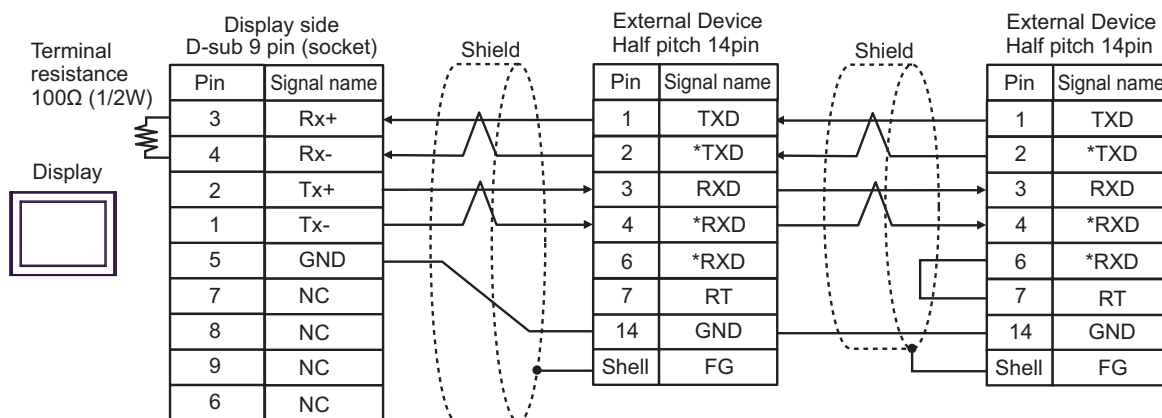 Terminal
resistance
100Ω (1/2W)
Display
Display side
D-sub 9 pin (socket)
Pin Signal name
3 Rx+
4 Rx-
2 Tx+
1 Tx-
5 GND
7 NC
8 NC
9 NC
6 NC
Shield
External Device
Half pitch 14pin
Pin Signal name
1 TXD
2 *TXD
3 RXD
4 *RXD
6 *RXD
7 RT
14 GND
Shell FG
Shield
External Device
Half pitch 14pin
Pin Signal name
1 TXD
2 *TXD
3 RXD
4 *RXD
6 *RXD
7 RT
14 GND
Shell FG